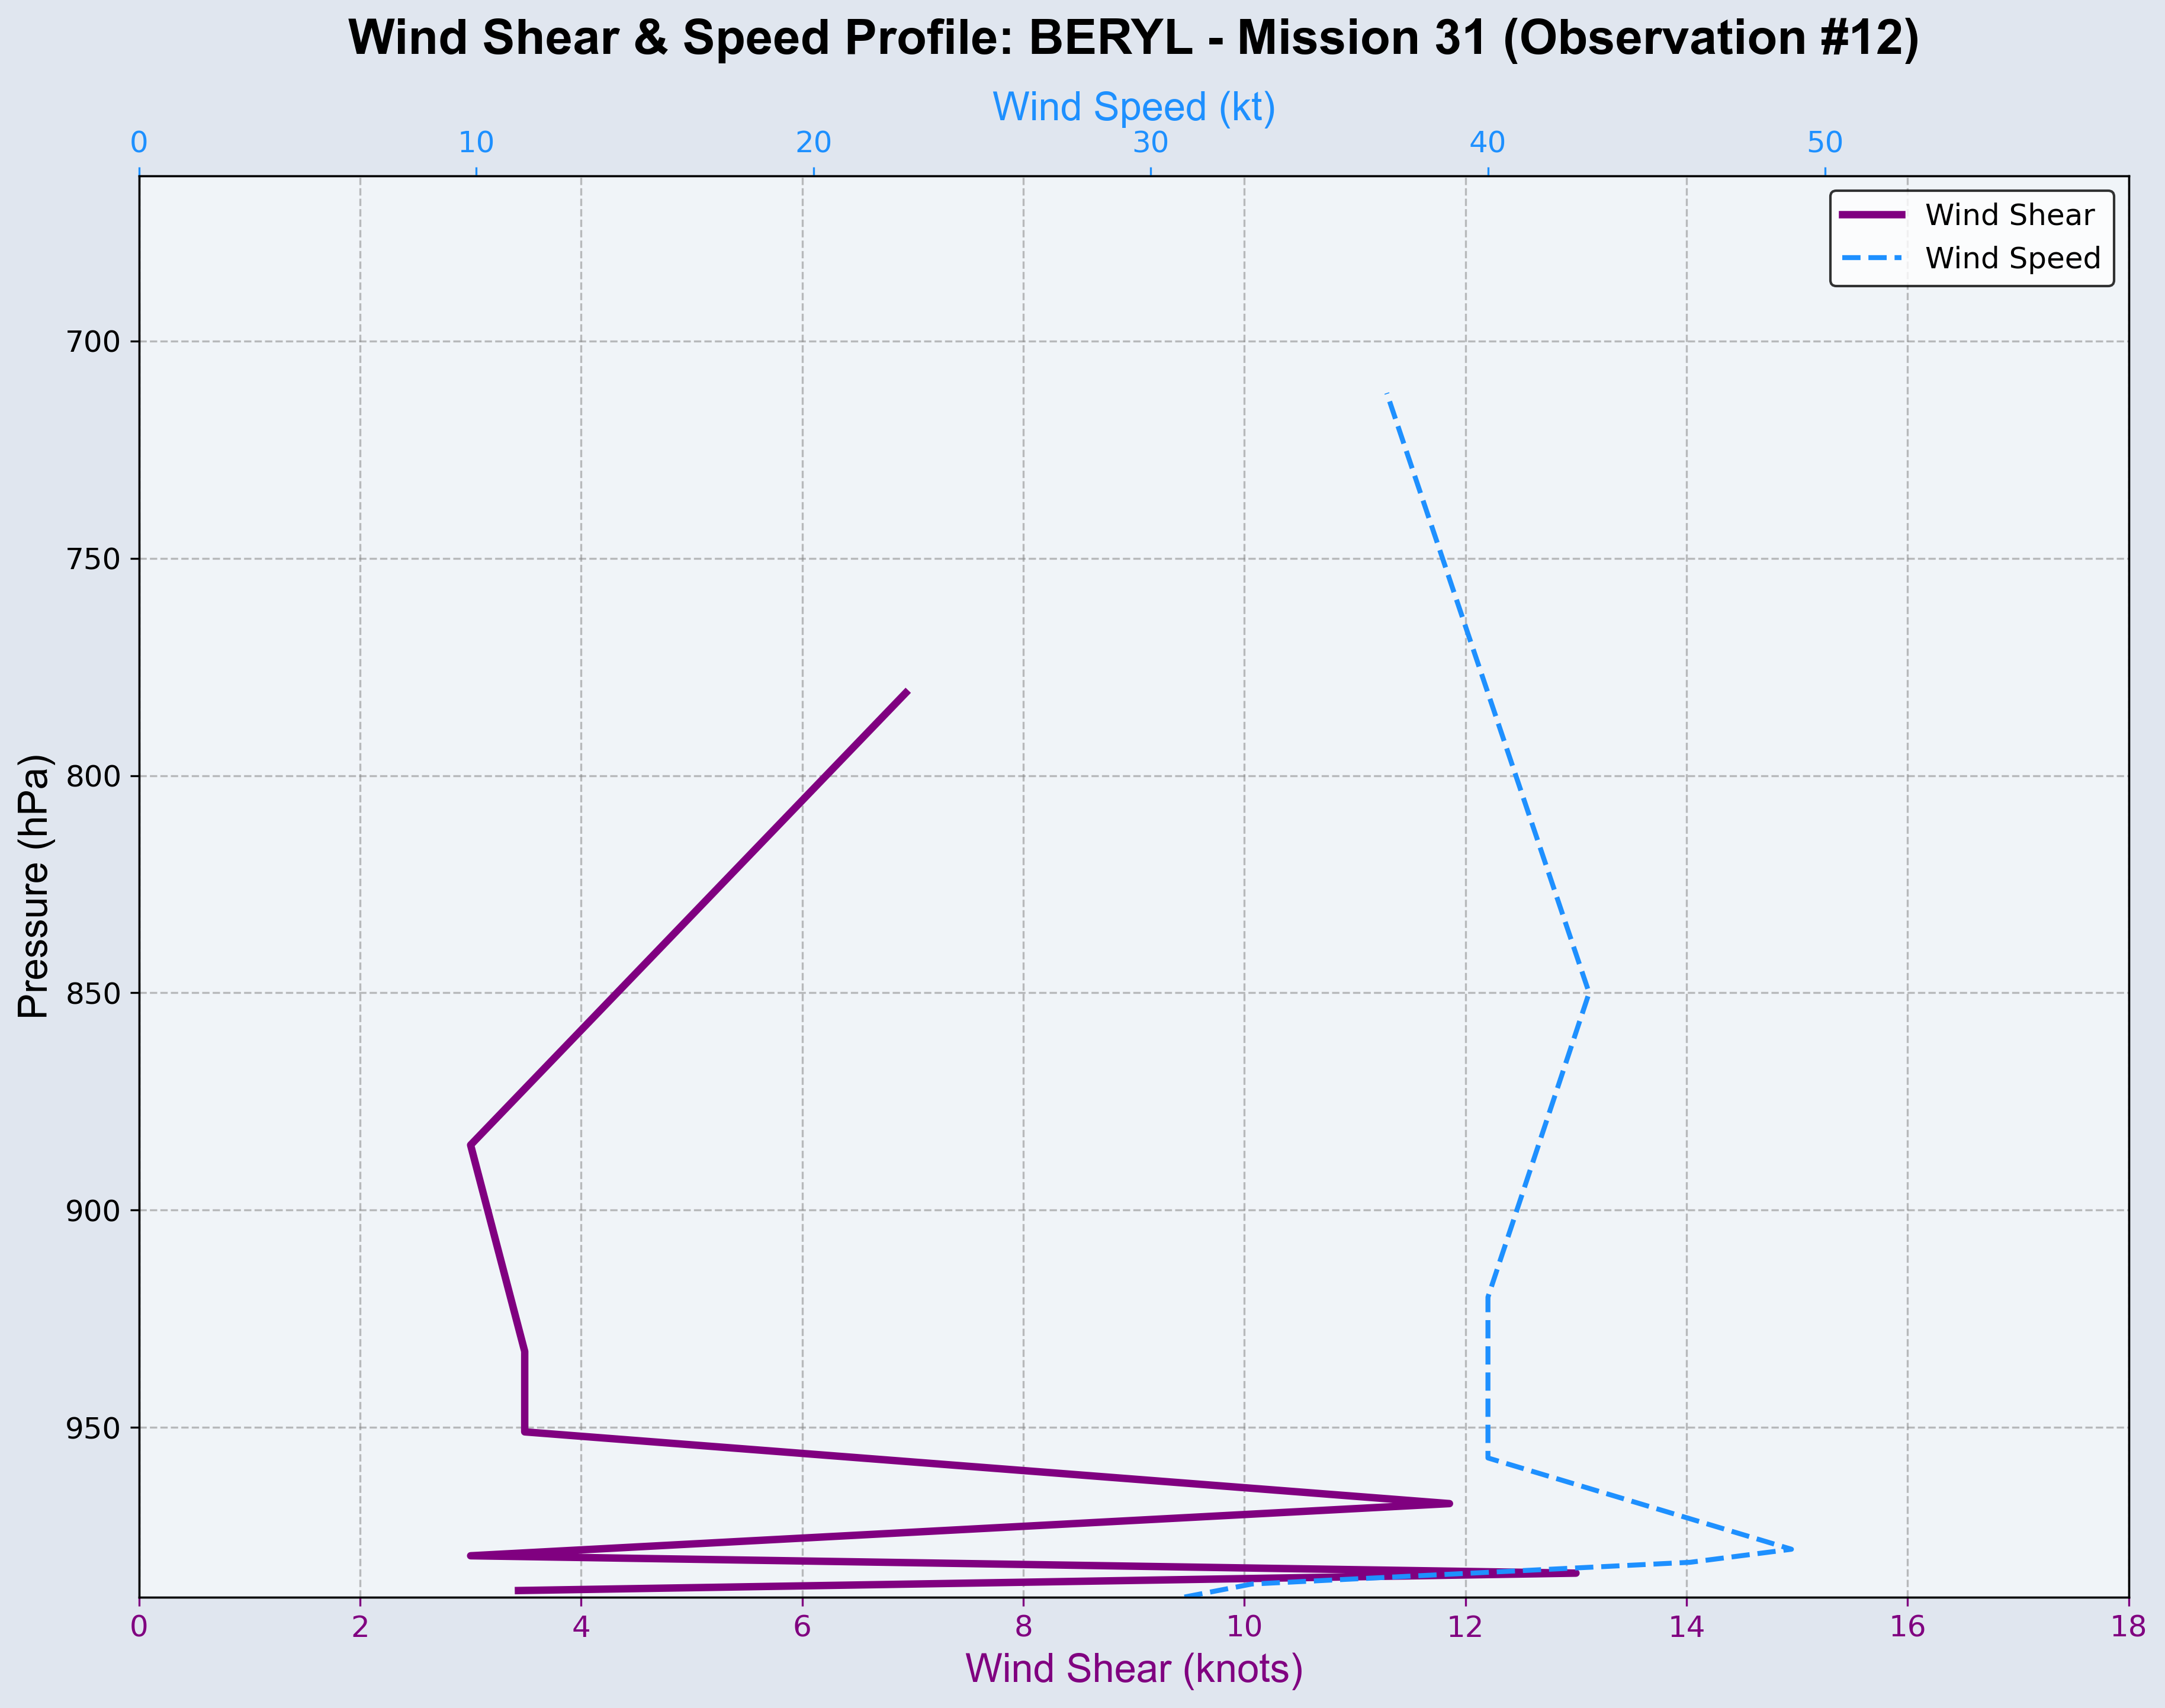 Wind Shear & Speed Profile: BERYL - Mission 31 (Observation #12)
Wind Speed (kt)
0 10 20 30 40 50
Wind Shear
Wind Speed
700
750
800
850
900
950
Pressure (hPa)
0 2 4 6 8 10 12 14 16 18
Wind Shear (knots)